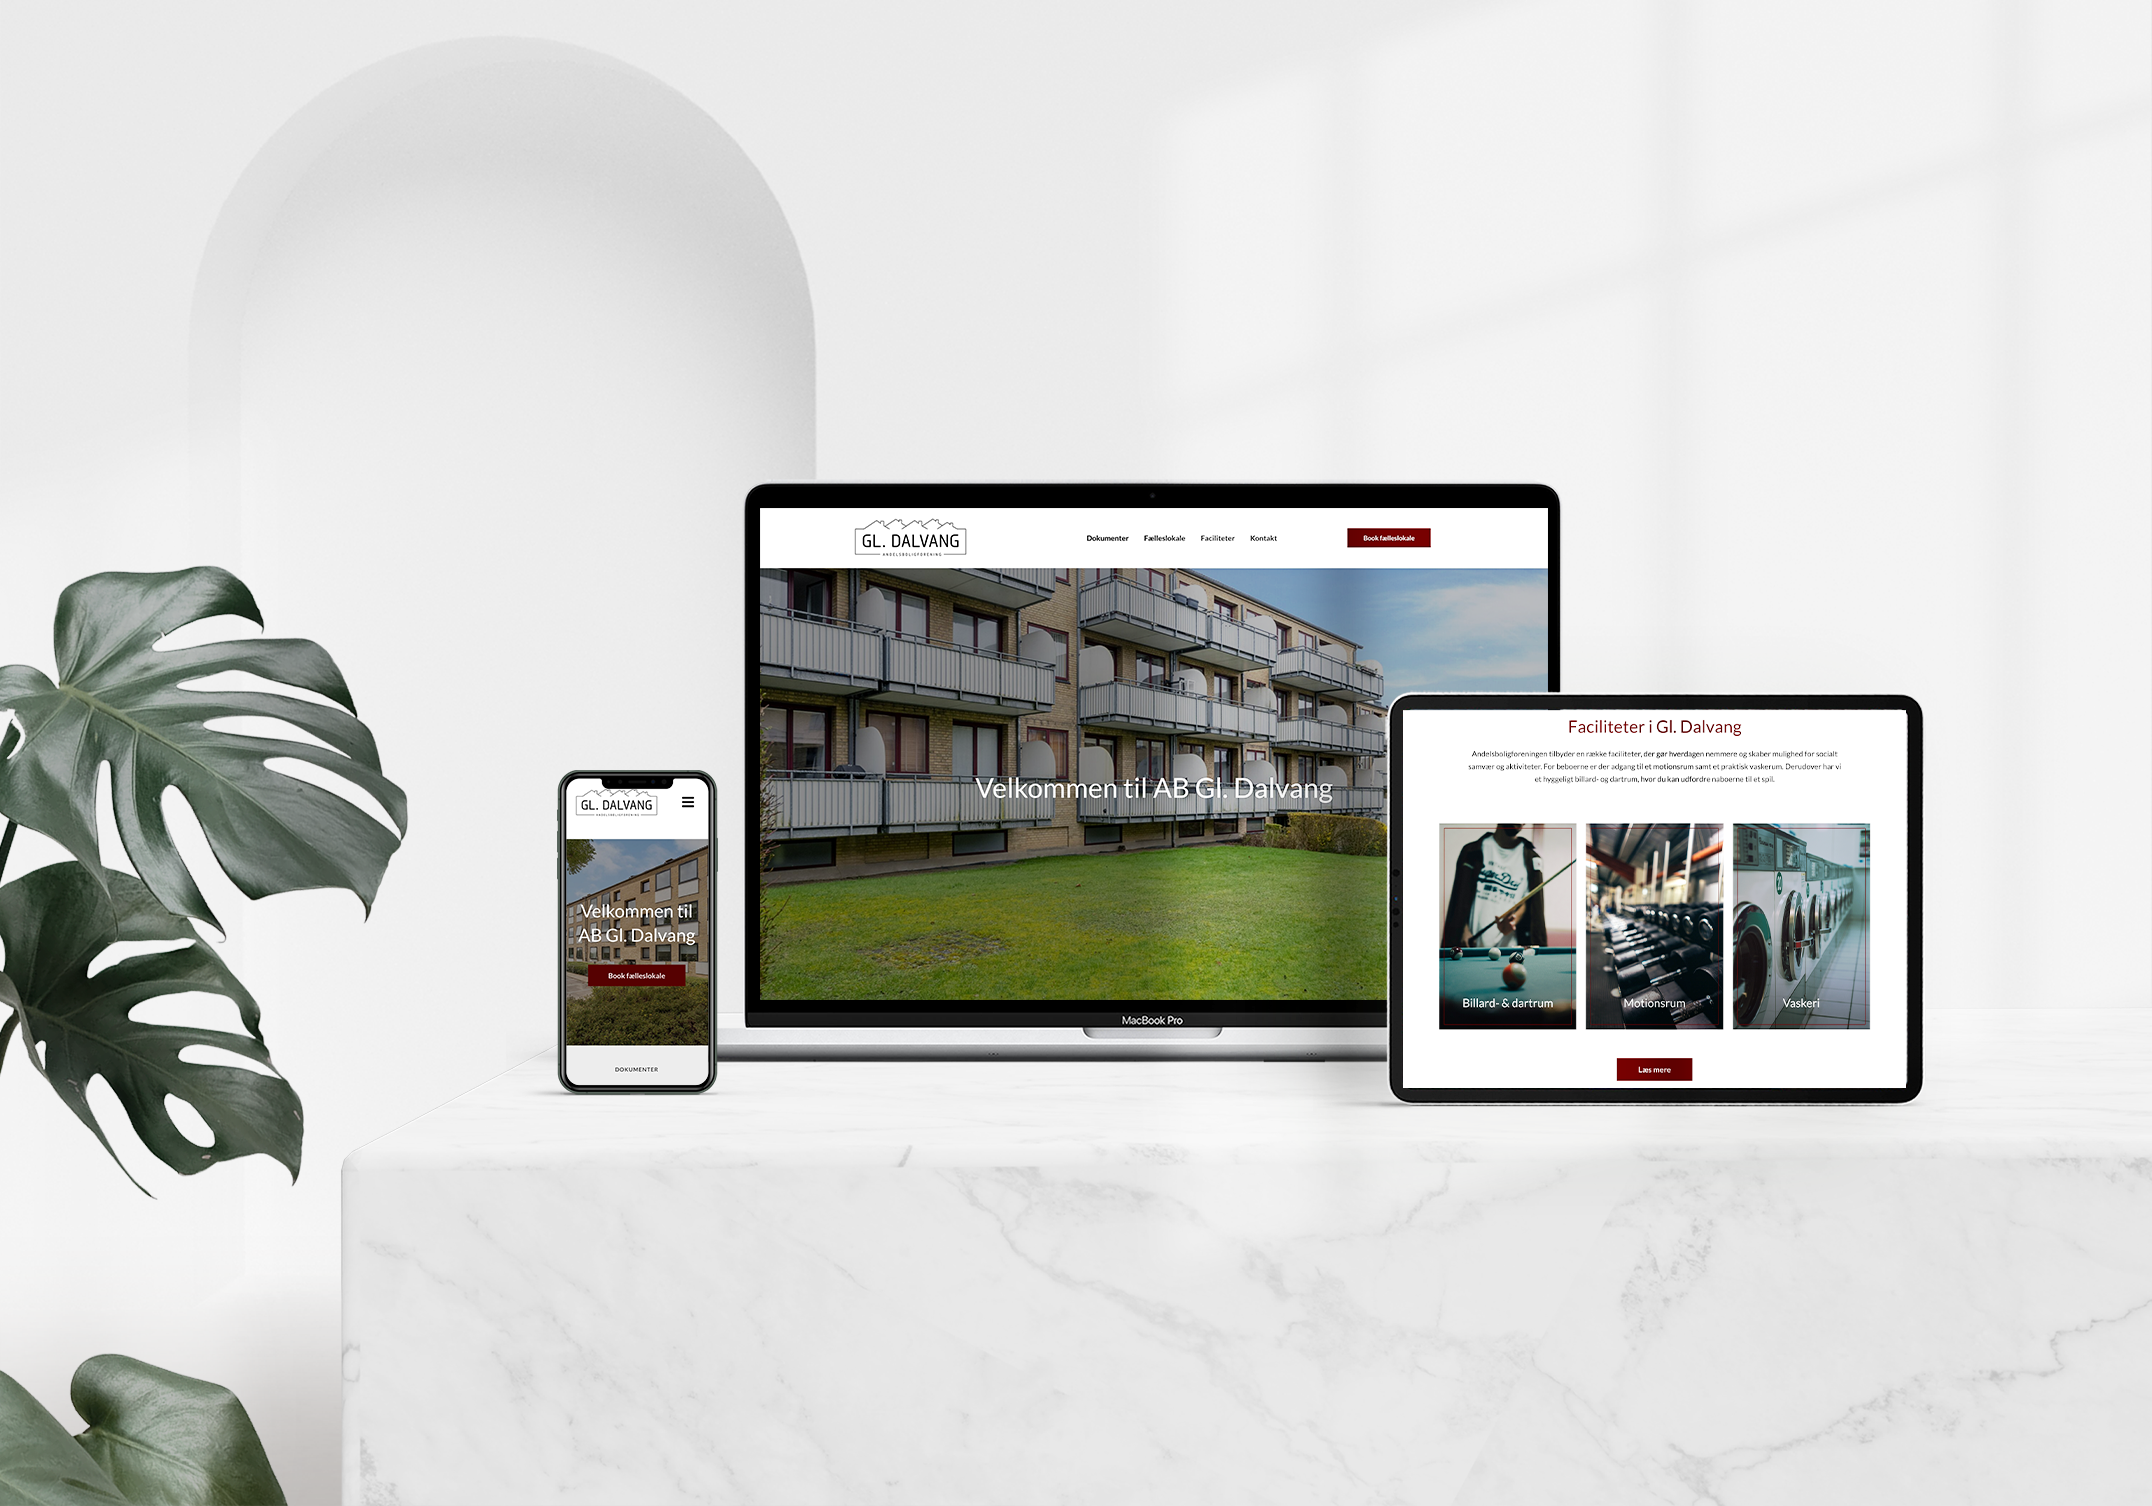 GL. DALVANG
ANDELSBOLIGFORENING
Dokumenter Fælleslokale Faciliteter Kontakt
Book fælleslokale
Velkommen til AB Gl. Dalvang
MacBook Pro
GL. DALVANG
ANDELSBOLIGFORENING
Velkommen til
AB Gl. Dalvang
Book fælleslokale
DOKUMENTER
Faciliteter i Gl. Dalvang
Andelsboligforeningen tilbyder en række faciliteter, der gør hverdagen nemmere og skaber mulighed for socialt
samvær og aktiviteter. For beboerne er der adgang til et motionsrum samt et praktisk vaskerum. Derudover har vi
et hyggeligt billard- og dartrum, hvor du kan udfordre naboerne til et spil.
Billard- & dartrum
Motionsrum
Vaskeri
Læs mere